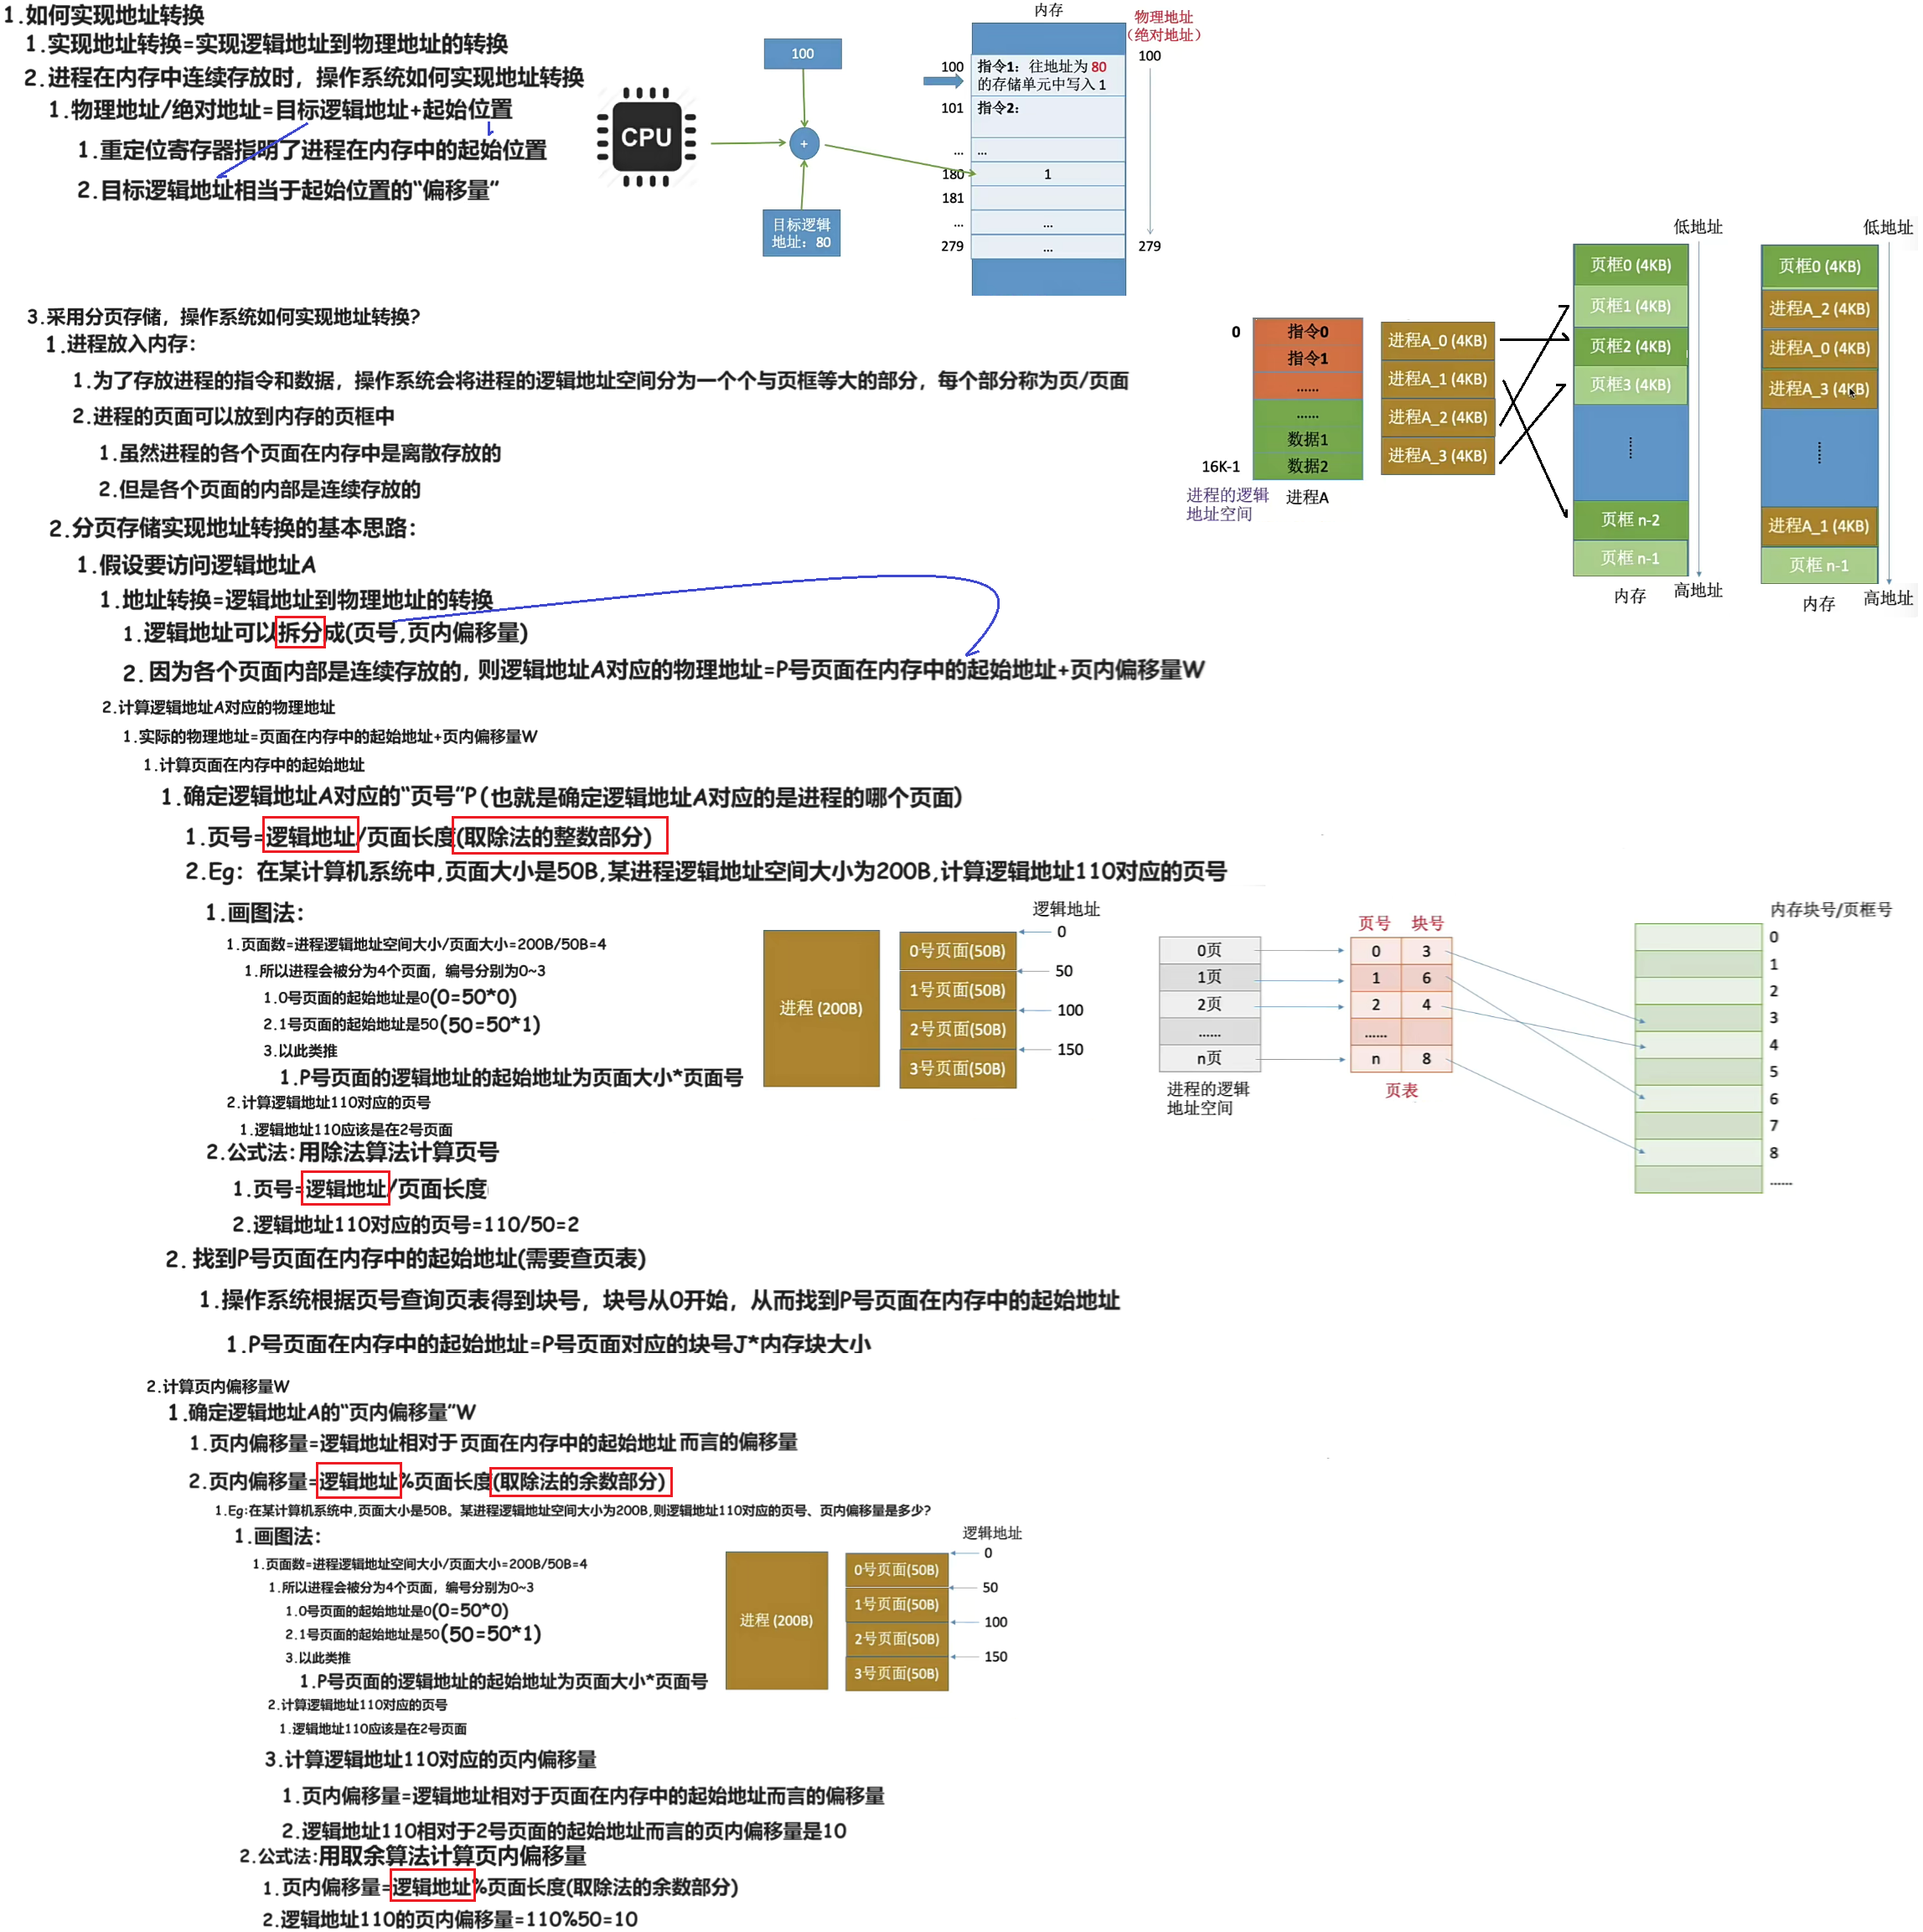 1.如何实现地址转换
1.实现地址转换=实现逻辑地址到物理地址的转换
2.进程在内存中连续存放时，操作系统如何实现地址转换
1.物理地址/绝对地址=目标逻辑地址+起始位置
1.重定位寄存器指明了进程在内存中的起始位置
2.目标逻辑地址相当于起始位置的“偏移量”
CPU
100
+
目标逻辑
地址：80
内存
物理地址
（绝对地址）
100
100
指令1：往地址为 80
的存储单元中写入 1
101
指令2：
...
...
180
1
181
...
...
279
...
279
3.采用分页存储，操作系统如何实现地址转换?
1.进程放入内存：
1.为了存放进程的指令和数据，操作系统会将进程的逻辑地址空间分为一个个与页框等大的部分，每个部分称为页/页面
2.进程的页面可以放到内存的页框中
1.虽然进程的各个页面在内存中是离散存放的
2.但是各个页面的内部是连续存放的
0
指令0
指令1
......
......
数据1
16K-1
数据2
进程的逻辑
地址空间
进程A
进程A_0 (4KB)
进程A_1 (4KB)
进程A_2 (4KB)
进程A_3 (4KB)
低地址
页框0 (4KB)
页框1 (4KB)
页框2 (4KB)
页框3 (4KB)
......
页框 n-2
页框 n-1
内存
高地址
低地址
页框0 (4KB)
进程A_2 (4KB)
进程A_0 (4KB)
进程A_3 (4KB)
......
进程A_1 (4KB)
页框 n-1
内存
高地址
2.分页存储实现地址转换的基本思路：
1.假设要访问逻辑地址A
1.地址转换=逻辑地址到物理地址的转换
1.逻辑地址可以拆分成(页号,页内偏移量)
2.因为各个页面内部是连续存放的，则逻辑地址A对应的物理地址=P号页面在内存中的起始地址+页内偏移量W
2.计算逻辑地址A对应的物理地址
1.实际的物理地址=页面在内存中的起始地址+页内偏移量W
1.计算页面在内存中的起始地址
1.确定逻辑地址A对应的“页号”P(也就是确定逻辑地址A对应的是进程的哪个页面)
1.页号=逻辑地址/页面长度(取除法的整数部分)
2.Eg：在某计算机系统中,页面大小是50B,某进程逻辑地址空间大小为200B,计算逻辑地址110对应的页号
1.画图法：
1.页面数=进程逻辑地址空间大小/页面大小=200B/50B=4
1.所以进程会被分为4个页面，编号分别为0~3
1.0号页面的起始地址是0(0=50*0)
2.1号页面的起始地址是50(50=50*1)
3.以此类推
1.P号页面的逻辑地址的起始地址为页面大小*页面号
2.计算逻辑地址110对应的页号
1.逻辑地址110应该是在2号页面
进程 (200B)
逻辑地址
0号页面(50B)
1号页面(50B)
2号页面(50B)
3号页面(50B)
0
50
100
150
0页
1页
2页
......
n页
进程的逻辑
地址空间
页号 块号
0 3
1 6
2 4
......
n 8
页表
内存块号/页框号
0
1
2
3
4
5
6
7
8
......
2.公式法:用除法算法计算页号
1.页号=逻辑地址/页面长度
2.逻辑地址110对应的页号=110/50=2
2.找到P号页面在内存中的起始地址(需要查页表)
1.操作系统根据页号查询页表得到块号，块号从0开始，从而找到P号页面在内存中的起始地址
1.P号页面在内存中的起始地址=P号页面对应的块号J*内存块大小
2.计算页内偏移量W
1.确定逻辑地址A的“页内偏移量”W
1.页内偏移量=逻辑地址相对于页面在内存中的起始地址而言的偏移量
2.页内偏移量=逻辑地址%页面长度(取除法的余数部分)
1.Eg:在某计算机系统中,页面大小是50B。某进程逻辑地址空间大小为200B,则逻辑地址110对应的页号、页内偏移量是多少?
1.画图法：
1.页面数=进程逻辑地址空间大小/页面大小=200B/50B=4
1.所以进程会被分为4个页面，编号分别为0~3
1.0号页面的起始地址是0(0=50*0)
2.1号页面的起始地址是50(50=50*1)
3.以此类推
1.P号页面的逻辑地址的起始地址为页面大小*页面号
2.计算逻辑地址110对应的页号
1.逻辑地址110应该是在2号页面
进程 (200B)
逻辑地址
0号页面(50B)
1号页面(50B)
2号页面(50B)
3号页面(50B)
0
50
100
150
3.计算逻辑地址110对应的页内偏移量
1.页内偏移量=逻辑地址相对于页面在内存中的起始地址而言的偏移量
2.逻辑地址110相对于2号页面的起始地址而言的页内偏移量是10
2.公式法:用取余算法计算页内偏移量
1.页内偏移量=逻辑地址%页面长度(取除法的余数部分)
2.逻辑地址110的页内偏移量=110%50=10